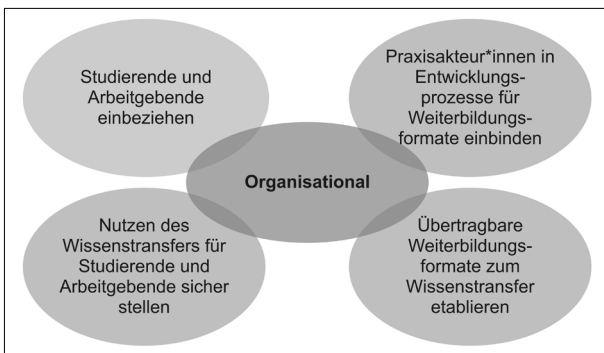 Studierende und
Arbeitgebende
einbeziehen
Praxisakteur*innen in
Entwicklungs-
prozesse für
Weiterbildungs-
formate einbinden
Organisational
Nutzen des
Wissenstransfers für
Studierende und
Arbeitgebende sicher
stellen
Übertragbare
Weiterbildungs-
formate zum
Wissenstransfer
etablieren